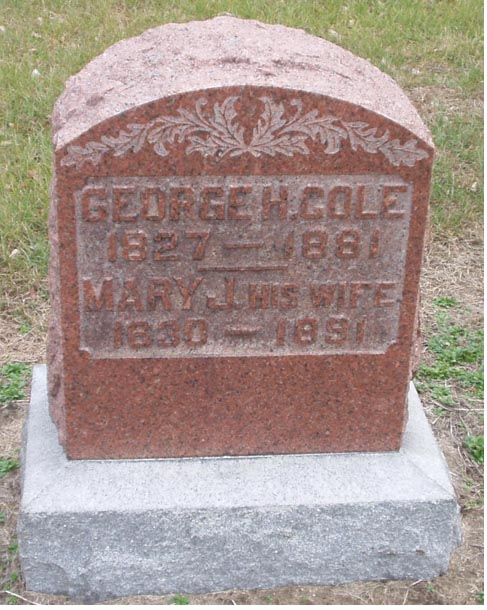 GEORGE H. COLE
1827 — 1881
MARY J. HIS WIFE
1830 — 1891